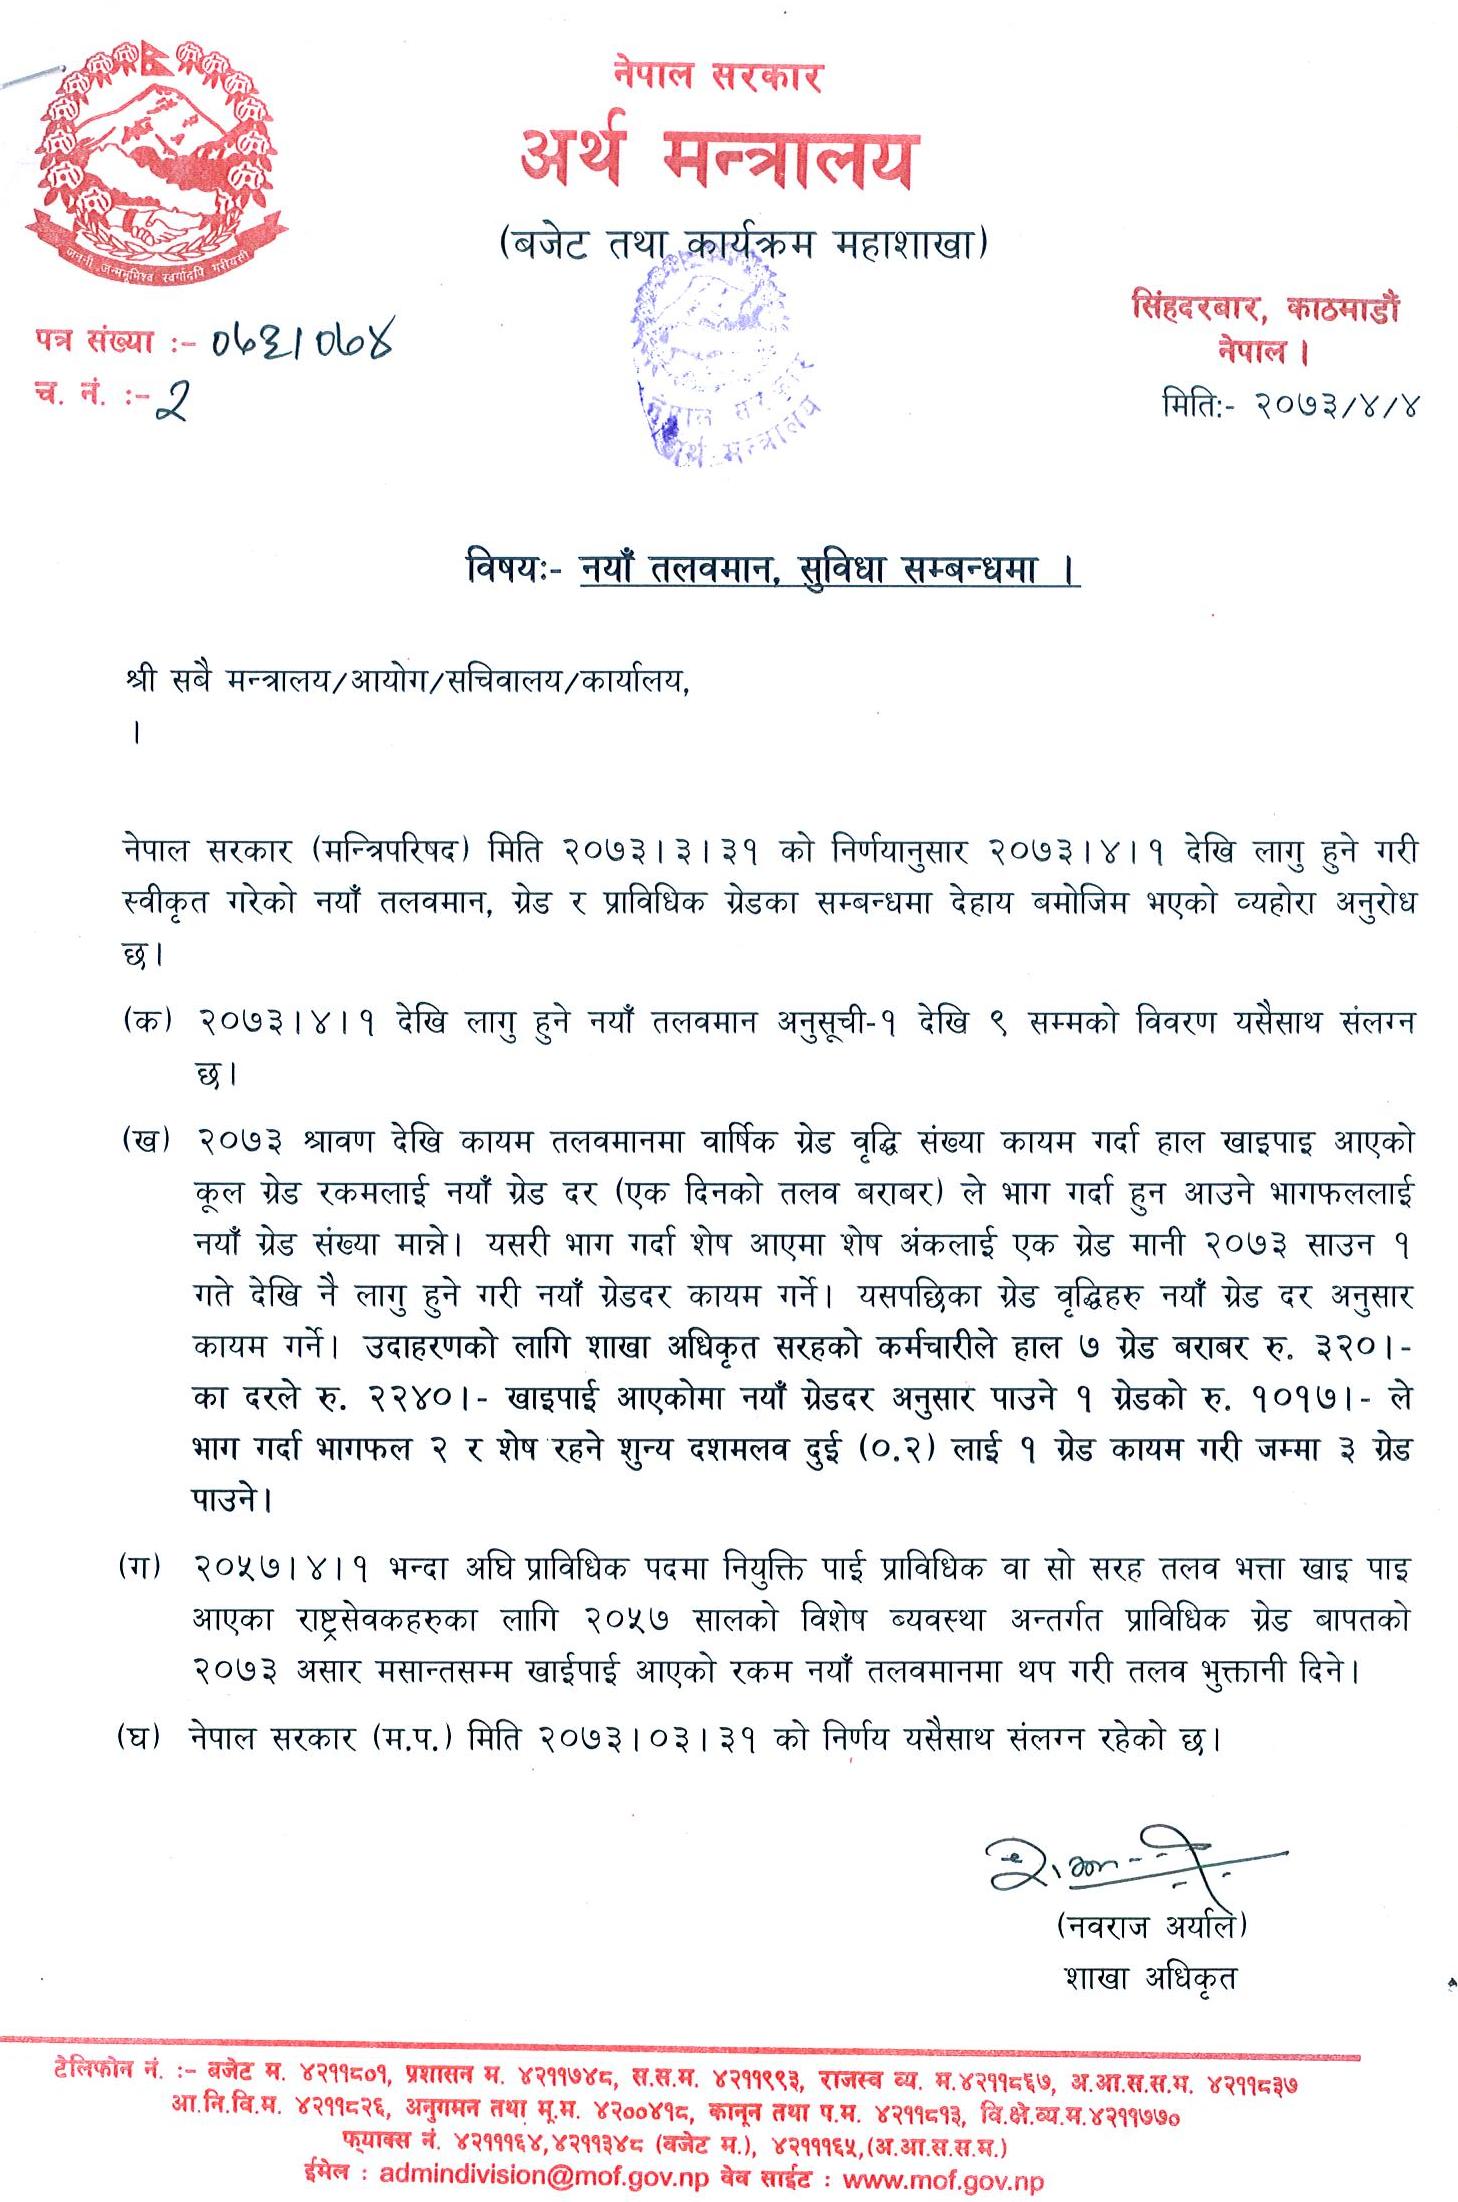 नेपाल सरकार
अर्थ मन्त्रालय
(बजेट तथा कार्यक्रम महाशाखा)
जननी जन्मभूमिश्च स्वर्गादपि गरीयसी
सिंहदरबार, काठमाडौं
नेपाल ।
पत्र संख्या :- ०७३/०७४
च. नं. :- २
मिति:- २०७३/४/४
नेपाल सरकार
अर्थ मन्त्रालय
विषय:- नयाँ तलवमान, सुविधा सम्बन्धमा ।
श्री सबै मन्त्रालय/आयोग/सचिवालय/कार्यालय,
।
नेपाल सरकार (मन्त्रिपरिषद) मिति २०७३।३।३१ को निर्णयानुसार २०७३।४।१ देखि लागु हुने गरी
स्वीकृत गरेको नयाँ तलवमान, ग्रेड र प्राविधिक ग्रेडका सम्बन्धमा देहाय बमोजिम भएको व्यहोरा अनुरोध
छ।
(क) २०७३।४।१ देखि लागु हुने नयाँ तलवमान अनुसूची-१ देखि ९ सम्मको विवरण यसैसाथ संलग्न
छ।
(ख) २०७३ श्रावण देखि कायम तलवमानमा वार्षिक ग्रेड वृद्धि संख्या कायम गर्दा हाल खाइपाइ आएको
कूल ग्रेड रकमलाई नयाँ ग्रेड दर (एक दिनको तलव बराबर) ले भाग गर्दा हुन आउने भागफललाई
नयाँ ग्रेड संख्या मान्ने। यसरी भाग गर्दा शेष आएमा शेष अंकलाई एक ग्रेड मानी २०७३ साउन १
गते देखि नै लागु हुने गरी नयाँ ग्रेडदर कायम गर्ने। यसपछिका ग्रेड वृद्धिहरु नयाँ ग्रेड दर अनुसार
कायम गर्ने। उदाहरणको लागि शाखा अधिकृत सरहको कर्मचारीले हाल ७ ग्रेड बराबर रु. ३२०।-
का दरले रु. २२४०।- खाइपाई आएकोमा नयाँ ग्रेडदर अनुसार पाउने १ ग्रेडको रु. १०१७।- ले
भाग गर्दा भागफल २ र शेष रहने शुन्य दशमलव दुई (०.२) लाई १ ग्रेड कायम गरी जम्मा ३ ग्रेड
पाउने।
(ग) २०५७।४।१ भन्दा अघि प्राविधिक पदमा नियुक्ति पाई प्राविधिक वा सो सरह तलव भत्ता खाइ पाइ
आएका राष्ट्रसेवकहरुका लागि २०५७ सालको विशेष ब्यवस्था अन्तर्गत प्राविधिक ग्रेड बापतको
२०७३ असार मसान्तसम्म खाईपाई आएको रकम नयाँ तलवमानमा थप गरी तलव भुक्तानी दिने।
(घ) नेपाल सरकार (म.प.) मिति २०७३।०३।३१ को निर्णय यसैसाथ संलग्न रहेको छ।
(नवराज अर्याल)
शाखा अधिकृत
टेलिफोन नं. :- बजेट म. ४२११८०१, प्रशासन म. ४२११७४८, स.स.म. ४२११९९३, राजस्व व्य. म.४२११८६७, अ.आ.स.स.म. ४२११८३७
आ.नि.वि.म. ४२११८२६, अनुगमन तथा मू.म. ४२००४१८, कानून तथा प.म. ४२११८१३, वि.क्षे.व्य.म.४२११७७०
फ्याक्स नं. ४२१११६४,४२११३४८ (बजेट म.), ४२१११६५,(अ.आ.स.स.म.)
ईमेल : admindivision@mof.gov.np वेव साईट : www.mof.gov.np